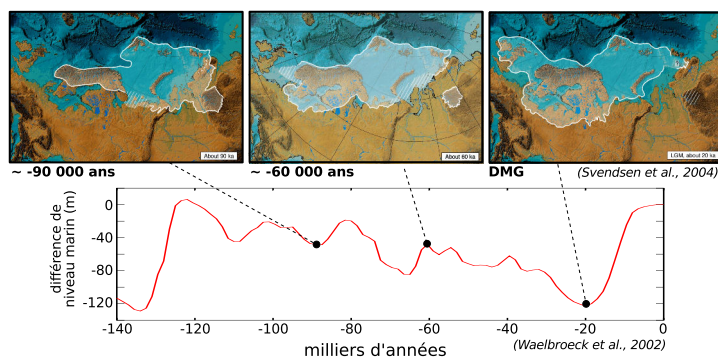 About 90 ka
About 60 ka
LGM, about 20 ka
~ -90 000 ans
~ -60 000 ans
DMG
(Svendsen et al., 2004)
différence de
niveau marin (m)
0
-40
-80
-120
-140
-120
-100
-80
-60
-40
-20
0
(Waelbroeck et al., 2002)
milliers d'années